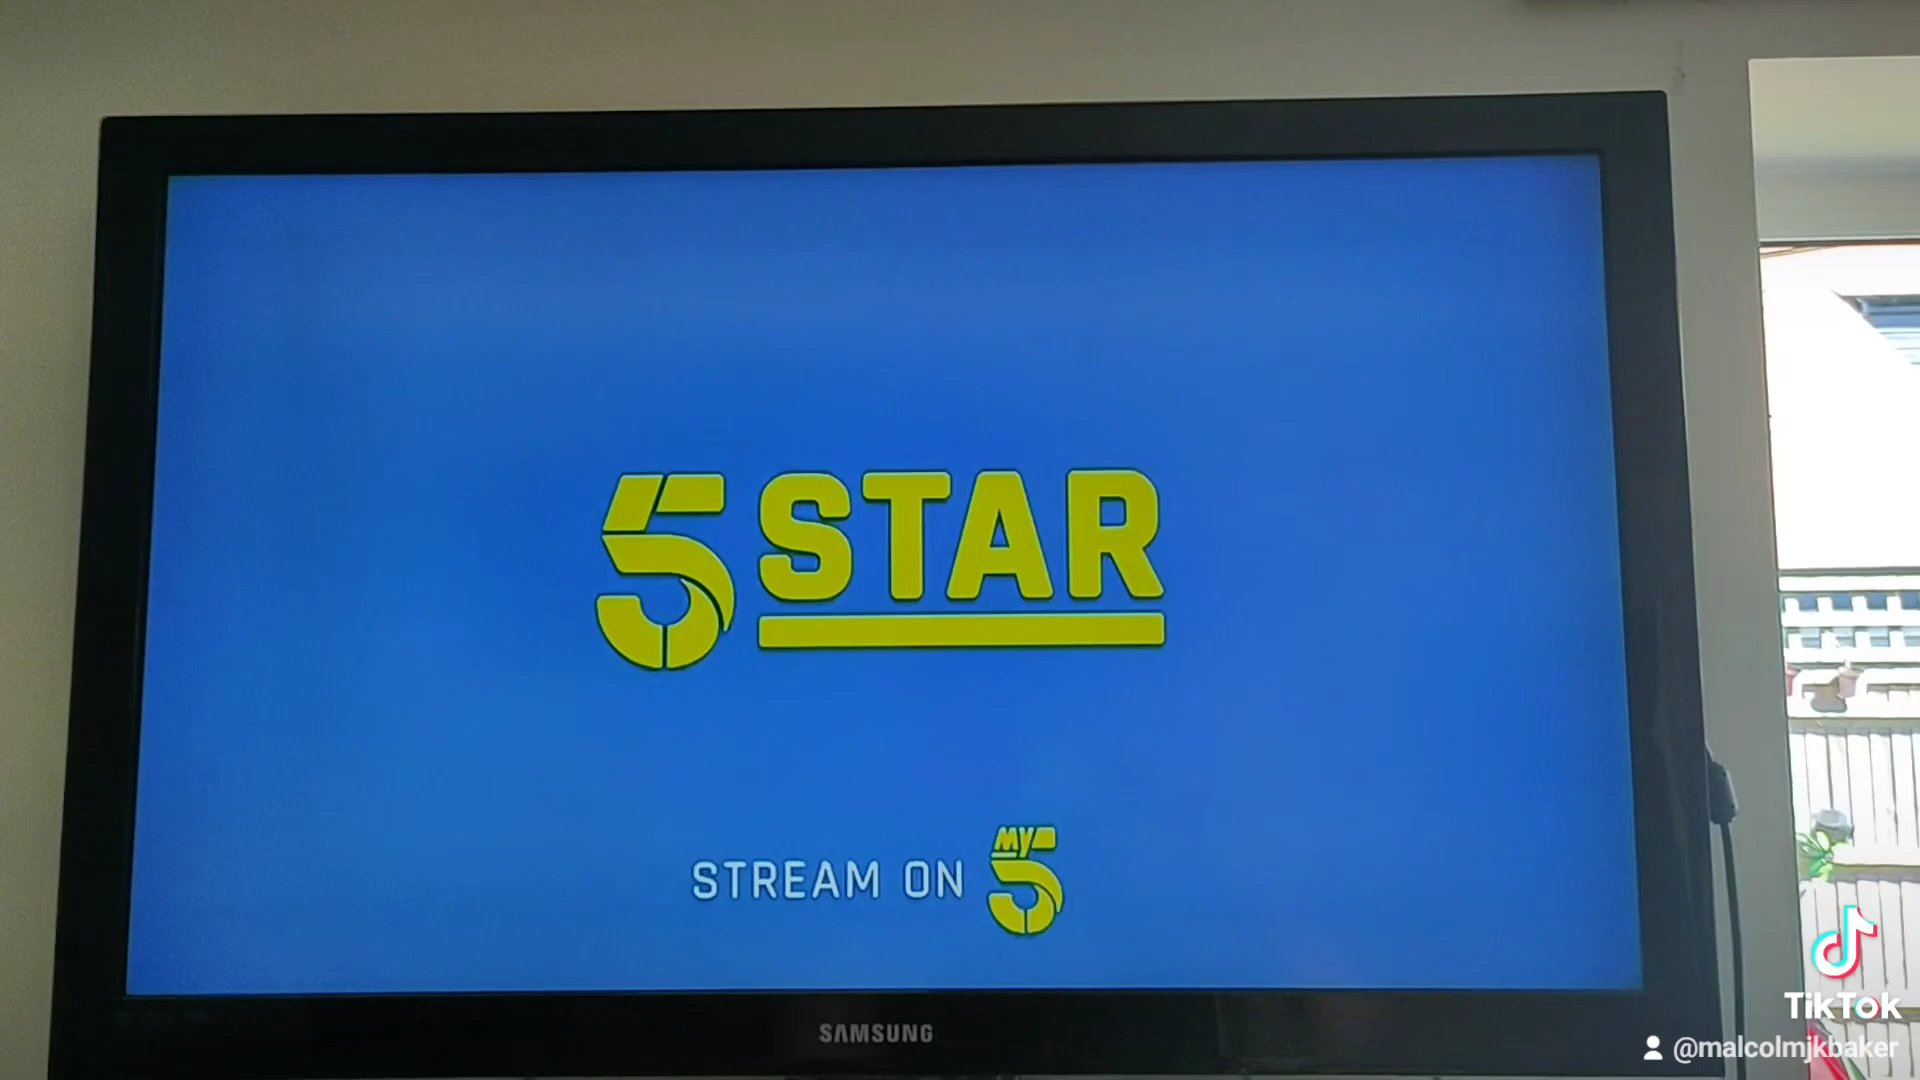 5STAR
STREAM ON MY5
SAMSUNG
TikTok
@malcolmjkbaker